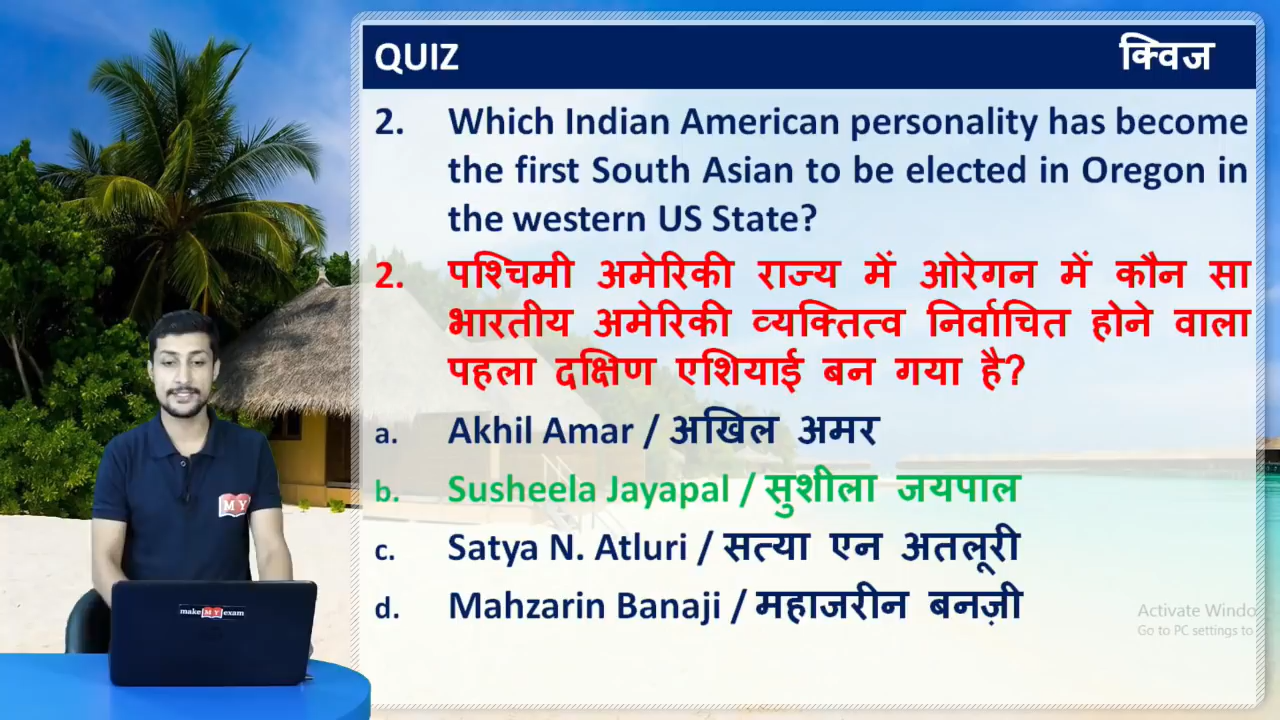 QUIZ क्विज
2. Which Indian American personality has become
the first South Asian to be elected in Oregon in
the western US State?
2. पश्चिमी अमेरिकी राज्य में ओरेगन में कौन सा
भारतीय अमेरिकी व्यक्तित्व निर्वाचित होने वाला
पहला दक्षिण एशियाई बन गया है?
a. Akhil Amar / अखिल अमर
b. Susheela Jayapal / सुशीला जयपाल
c. Satya N. Atluri / सत्या एन अतलूरी
d. Mahzarin Banaji / महाजरीन बनज़ी
MY
make MY exam
Activate Windo
Go to PC settings to